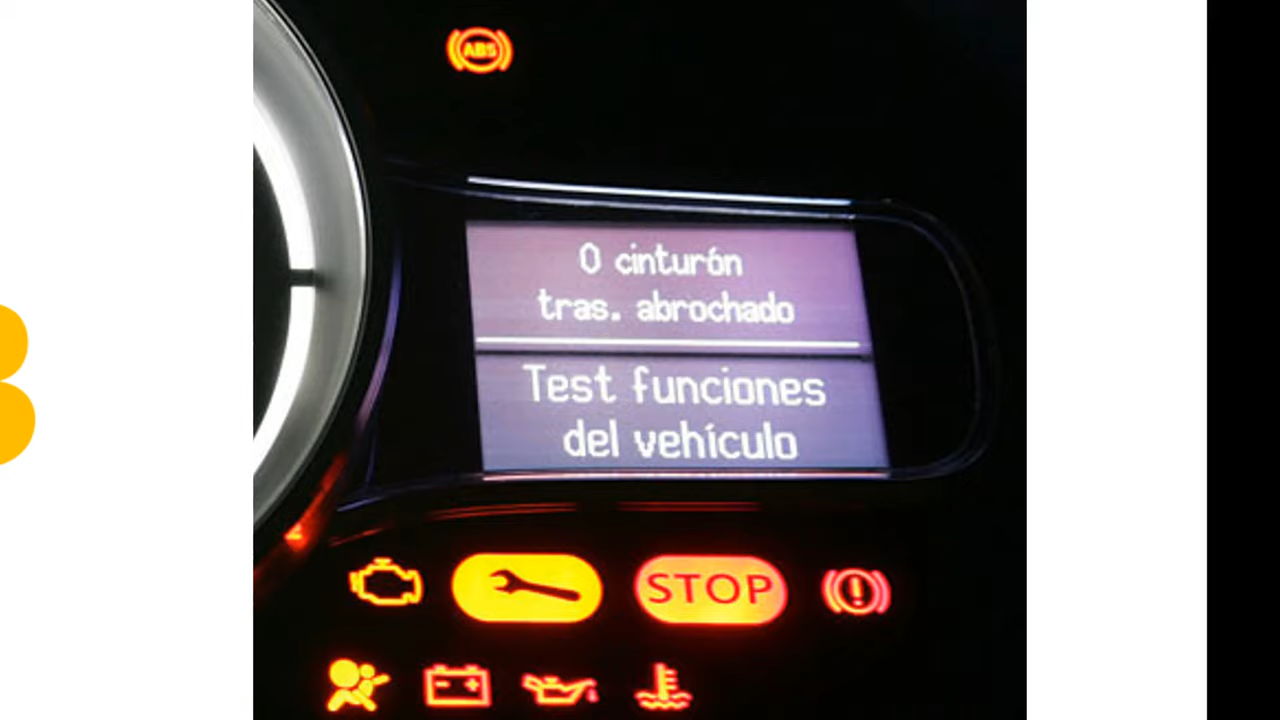 ABS
0 cinturón
tras. abrochado
Test funciones
del vehículo
STOP